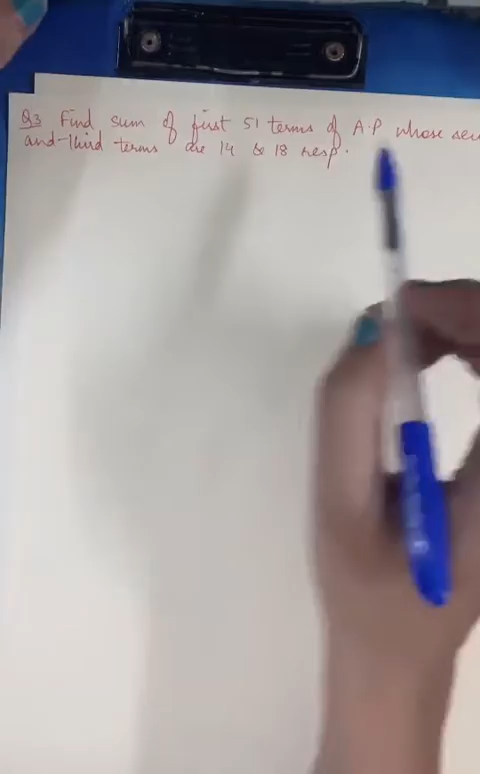 Q3 Find sum of first 51 terms of A.P whose
and third terms are 14 & 18 resp.